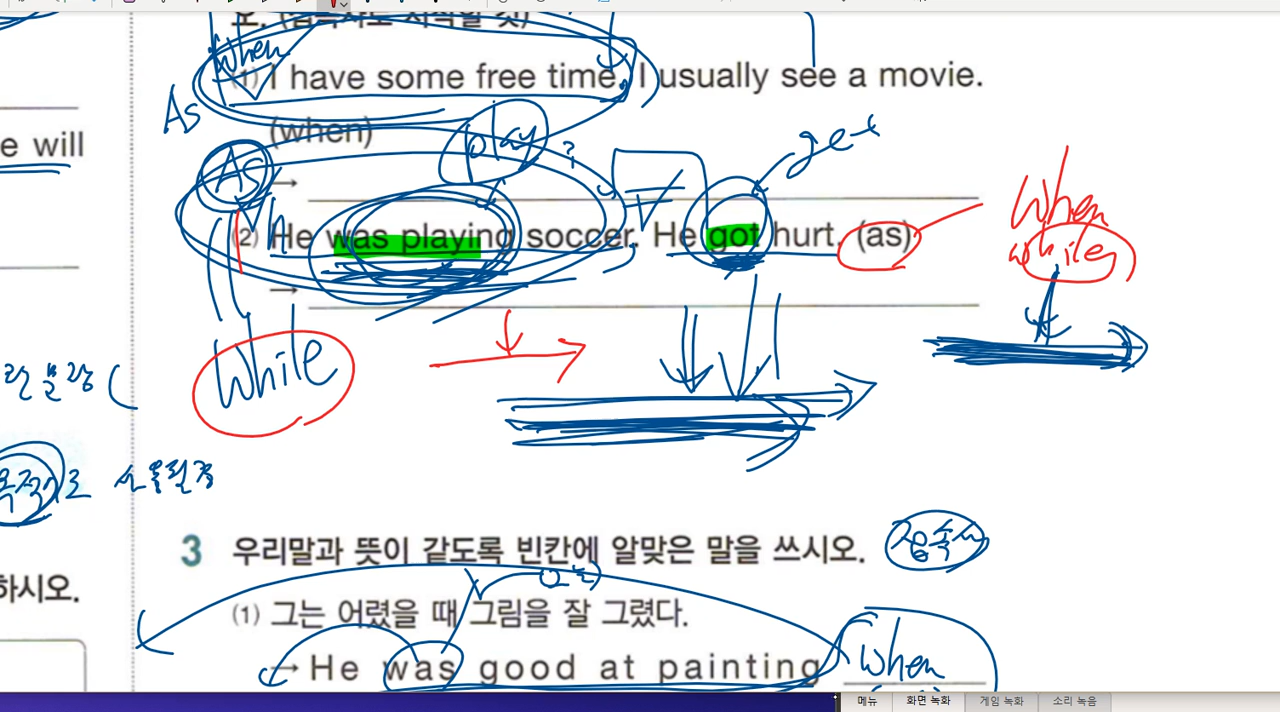 When
(1) I have some free time. I usually see a movie.
As
(when)
play
get
e will
As
→
When
while
(2) He was playing soccer. He got hurt. (as)
→
While
3 우리말과 뜻이 같도록 빈칸에 알맞은 말을 쓰시오.
접속사
하시오.
(1) 그는 어렸을 때 그림을 잘 그렸다.
→ He was good at painting
when
메뉴 화면 녹화 게임 녹화 소리 녹음